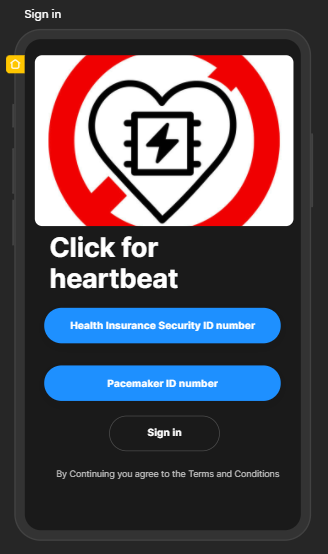 Sign in
Click for
heartbeat
Health Insurance Security ID number
Pacemaker ID number
Sign in
By Continuing you agree to the Terms and Conditions